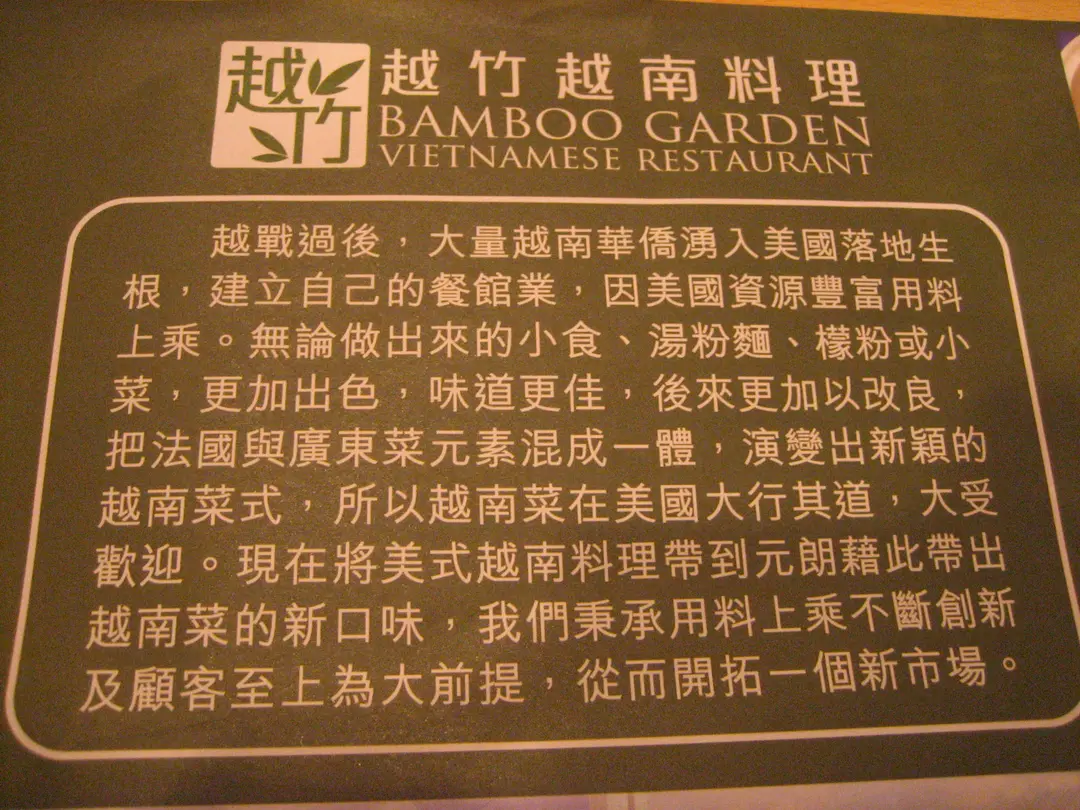 越竹
越竹越南料理
BAMBOO GARDEN
VIETNAMESE RESTAURANT
越戰過後，大量越南華僑湧入美國落地生
根，建立自己的餐館業，因美國資源豐富用料
上乘。無論做出來的小食、湯粉麵、檬粉或小
菜，更加出色，味道更佳，後來更加以改良，
把法國與廣東菜元素混成一體，演變出新穎的
越南菜式，所以越南菜在美國大行其道，大受
歡迎。現在將美式越南料理帶到元朗藉此帶出
越南菜的新口味，我們秉承用料上乘不斷創新
及顧客至上為大前提，從而開拓一個新市場。